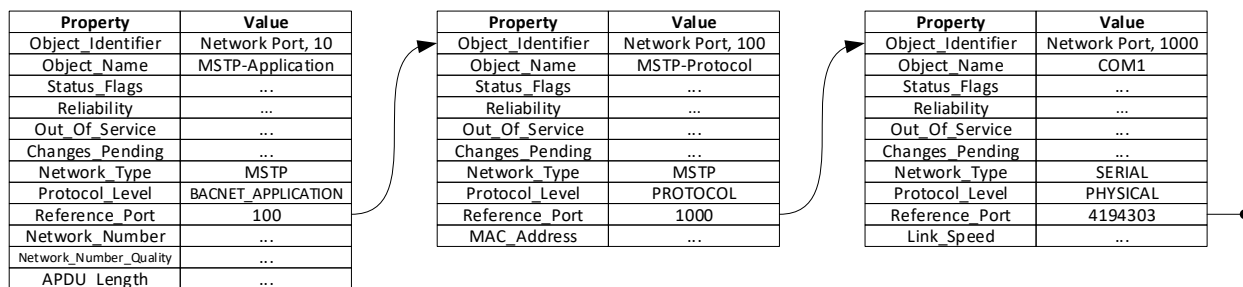 Property Value
Object_Identifier Network Port, 10
Object_Name MSTP-Application
Status_Flags ...
Reliability ...
Out_Of_Service ...
Changes_Pending ...
Network_Type MSTP
Protocol_Level BACNET_APPLICATION
Reference_Port 100
Network_Number ...
Network_Number_Quality ...
APDU_Length ...
Property Value
Object_Identifier Network Port, 100
Object_Name MSTP-Protocol
Status_Flags ...
Reliability ...
Out_Of_Service ...
Changes_Pending ...
Network_Type MSTP
Protocol_Level PROTOCOL
Reference_Port 1000
MAC_Address ...
Property Value
Object_Identifier Network Port, 1000
Object_Name COM1
Status_Flags ...
Reliability ...
Out_Of_Service ...
Changes_Pending ...
Network_Type SERIAL
Protocol_Level PHYSICAL
Reference_Port 4194303
Link_Speed ...